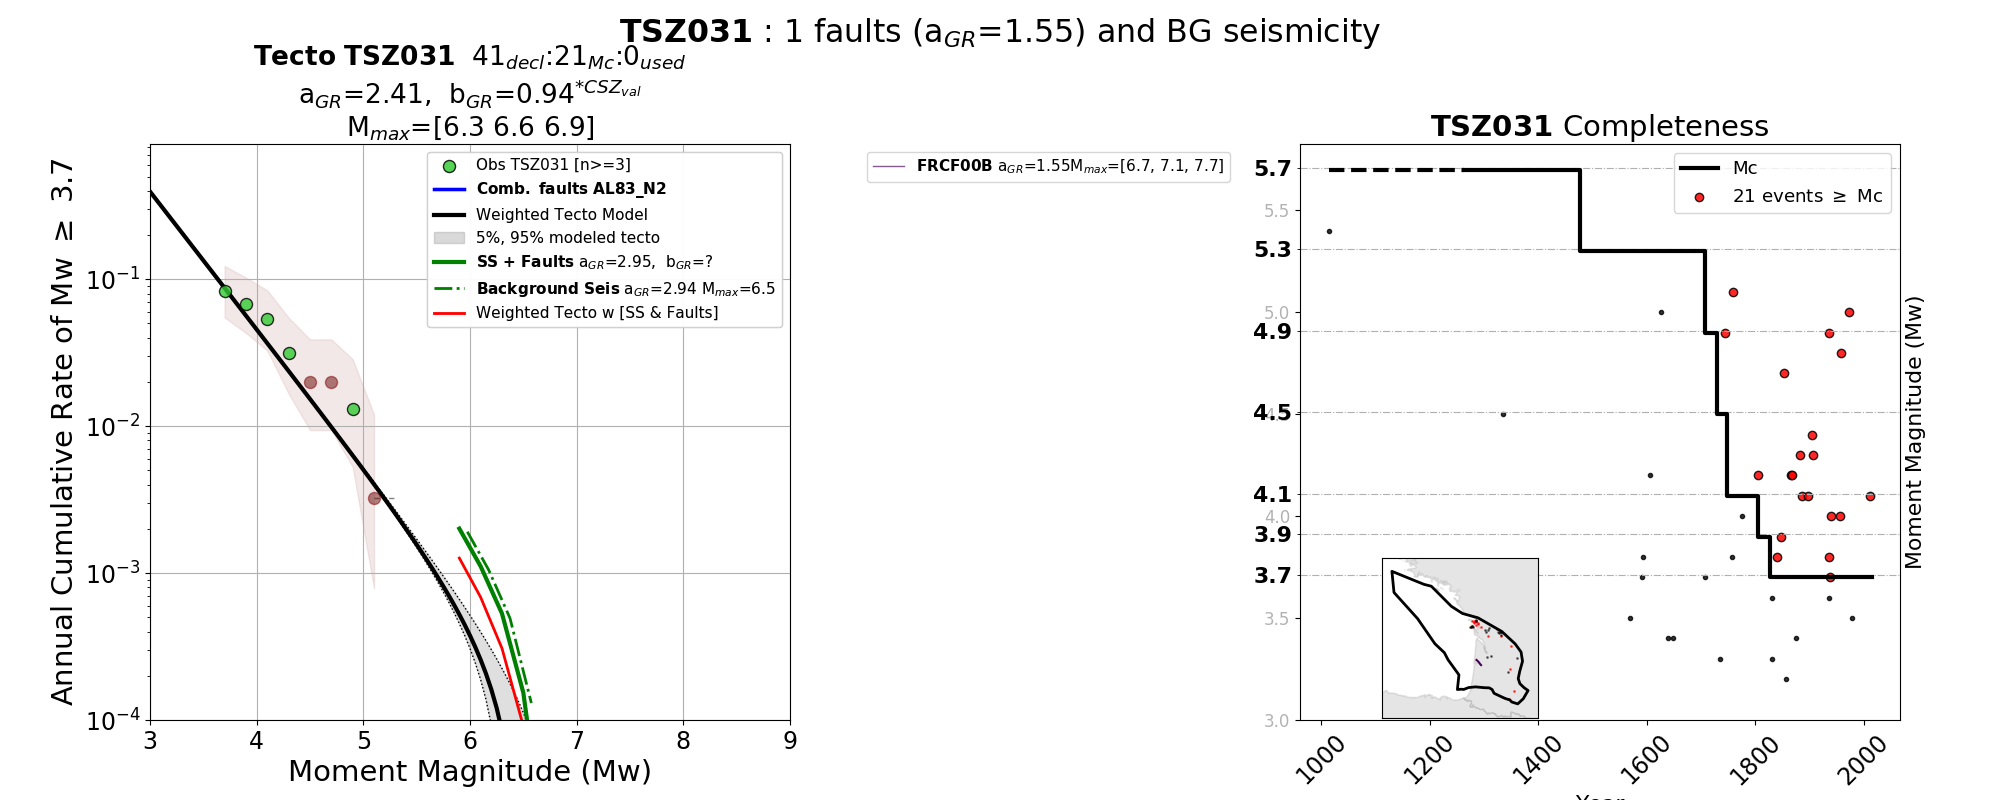 TSZ031 : 1 faults (aGR=1.55) and BG seismicity
Tecto TSZ031 41decl:21Mc:0used
aGR=2.41, bGR=0.94*CSZval
Mmax=[6.3 6.6 6.9]
Annual Cumulative Rate of Mw ≥ 3.7
10⁻¹
10⁻²
10⁻³
10⁻⁴
3 4 5 6 7 8 9
Moment Magnitude (Mw)
Obs TSZ031 [n>=3]
Comb. faults AL83_N2
Weighted Tecto Model
5%, 95% modeled tecto
SS + Faults aGR=2.95, bGR=?
Background Seis aGR=2.94 Mmax=6.5
Weighted Tecto w [SS & Faults]
FRCF00B aGR=1.55Mmax=[6.7, 7.1, 7.7]
TSZ031 Completeness
Mc
21 events ≥ Mc
5.7
5.5
5.3
5.0
4.9
4.5
4.5
4.1
4.0
3.9
3.7
3.5
3.0
1000 1200 1400 1600 1800 2000
Year
Moment Magnitude (Mw)